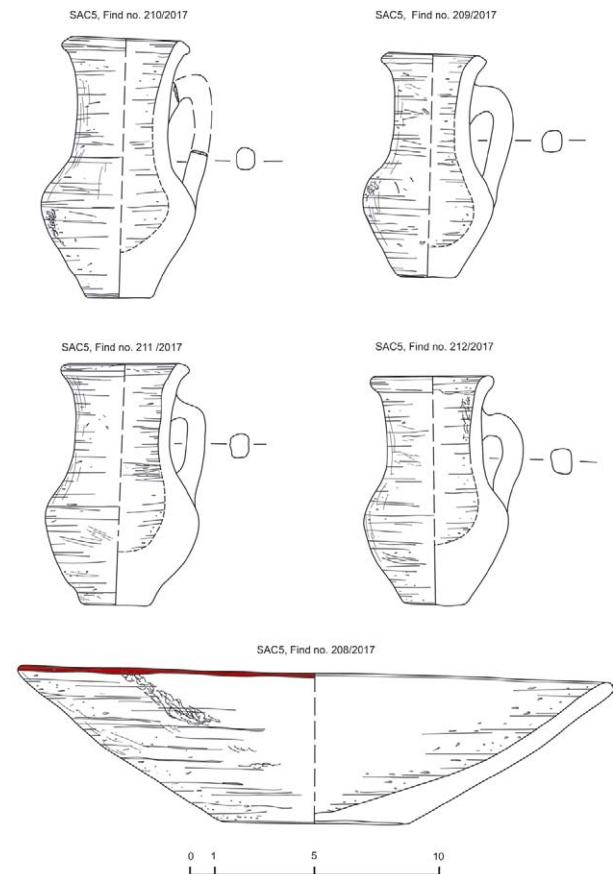 SAC5, Find no. 210/2017
SAC5, Find no. 209/2017
SAC5, Find no. 211 /2017
SAC5, Find no. 212/2017
SAC5, Find no. 208/2017
0 1 5 10